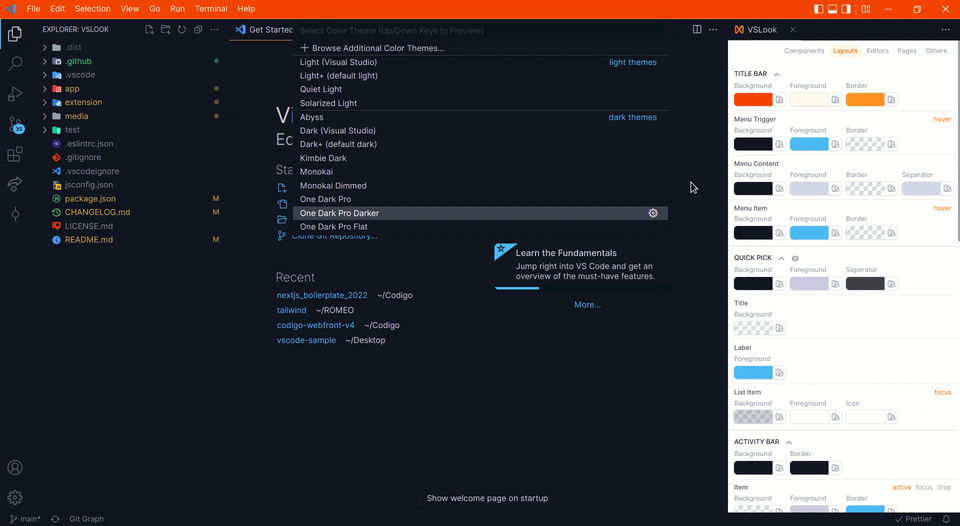 File Edit Selection View Go Run Terminal Help
EXPLORER: VSLOOK
.dist
.github
.vscode
app
extension
media
test
.eslintrc.json
.gitignore
.vscodeignore
jsconfig.json
package.json M
CHANGELOG.md M
LICENSE.md
README.md M
35
Get Started
Select Color Theme (Up/Down Keys to Preview)
Browse Additional Color Themes...
Light (Visual Studio) light themes
Light+ (default light)
Quiet Light
Solarized Light
Abyss dark themes
Dark (Visual Studio)
Dark+ (default dark)
Kimbie Dark
Monokai
Monokai Dimmed
One Dark Pro
One Dark Pro Darker
One Dark Pro Flat
Clone Git Repository...
Recent
nextjs_boilerplate_2022 ~/Codigo
tailwind ~/ROMEO
codigo-webfront-v4 ~/Codigo
vscode-sample ~/Desktop
Learn the Fundamentals
Jump right into VS Code and get an
overview of the must-have features.
More...
Show welcome page on startup
VSLook
Components Layouts Editors Pages Others
TITLE BAR
Background Foreground Border
Menu Trigger hover
Background Foreground Border
Menu Content
Background Foreground Border Separator
Menu Item hover
Background Foreground Border
QUICK PICK
Background Foreground Seperator
Title
Background
Label
Foreground
List Item focus
Background Foreground Icon
ACTIVITY BAR
Background Border
Item active focus drop
Background Foreground Border
main* Git Graph Prettier